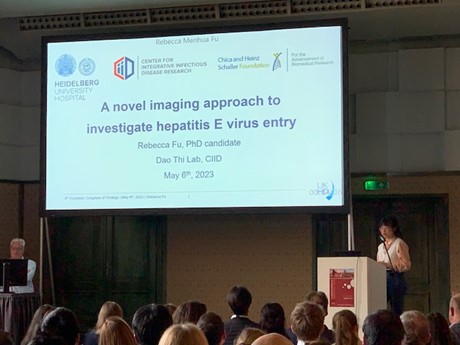 Rebecca Menhua Fu
HEIDELBERG
UNIVERSITY
HOSPITAL
CIID
CENTER FOR
INTEGRATIVE INFECTIOUS
DISEASE RESEARCH
Chica and Heinz
Schaller Foundation
For the
Advancement of
Biomedical Research
A novel imaging approach to
investigate hepatitis E virus entry
Rebecca Fu, PhD candidate
Dao Thi Lab, CIID
May 6th, 2023